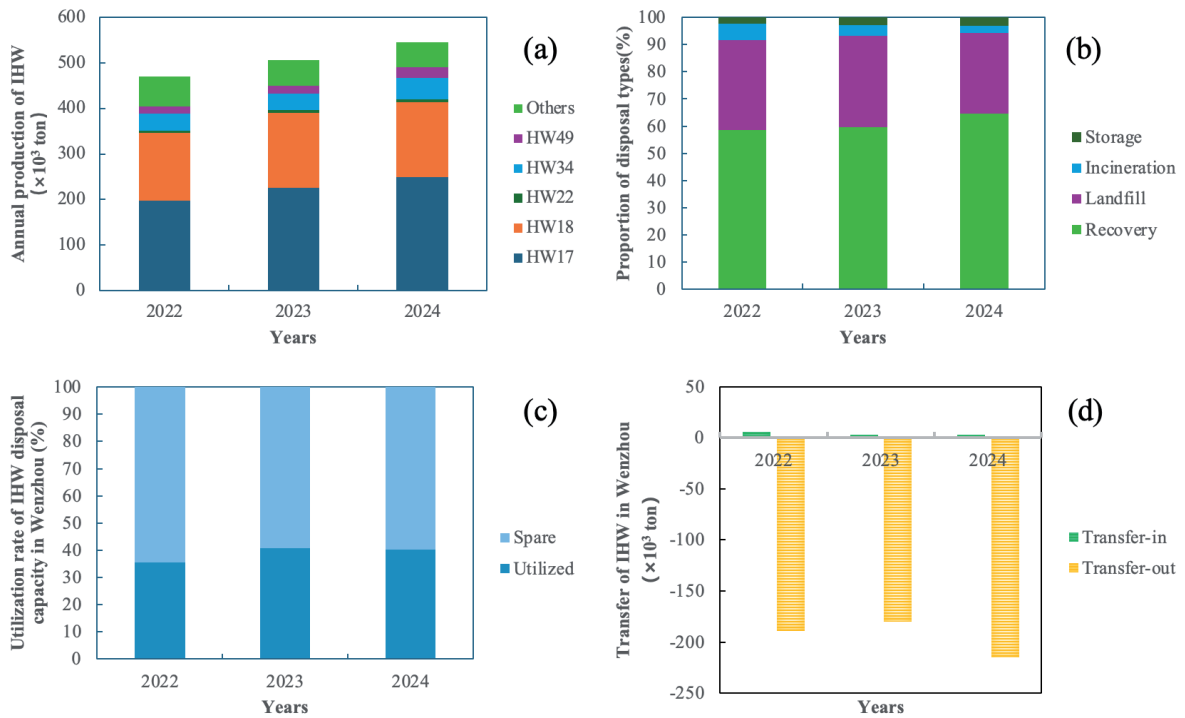 Annual production of IHW
(×10³ ton)
600
500
400
300
200
100
0
2022
2023
2024
Years
(a)
Others
HW49
HW34
HW22
HW18
HW17
Proportion of disposal types(%)
100
90
80
70
60
50
40
30
20
10
0
2022
2023
2024
Years
(b)
Storage
Incineration
Landfill
Recovery
Utilization rate of IHW disposal
capacity in Wenzhou (%)
100
90
80
70
60
50
40
30
20
10
0
2022
2023
2024
Years
(c)
Spare
Utilized
Transfer of IHW in Wenzhou
(×10³ ton)
50
0
-50
-100
-150
-200
-250
2022
2023
2024
Years
(d)
Transfer-in
Transfer-out